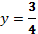 y = 3/4